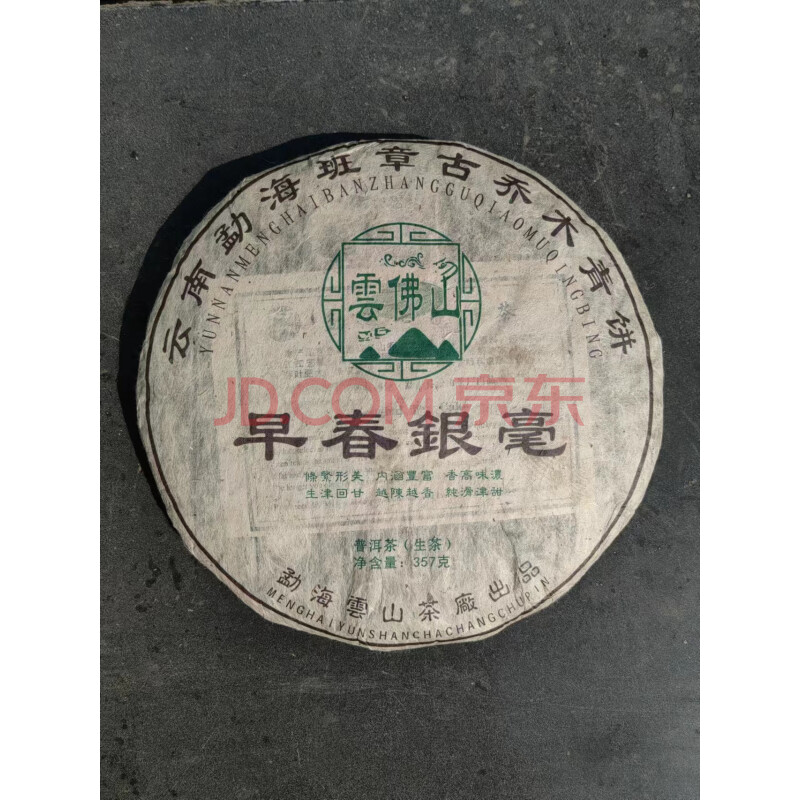 云南勐海班章古乔木青饼
YUNNANMENGHAIBANZHANGGUQIAOMUQINGBING
雲佛山
JD.COM 京东
早春銀毫
條紧形美 内涵豐富 香高味濃
生津回甘 越陳越香 純滑津甜
普洱茶（生茶）
净含量：357克
勐海雲山茶廠出品
MENGHAIYUNSHANCHACHANGCHUPIN